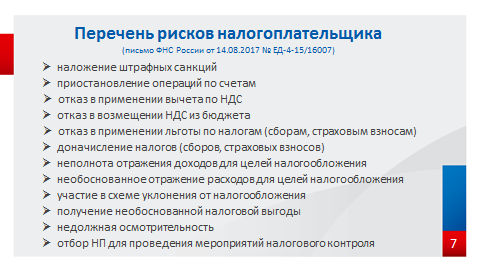 Перечень рисков налогоплательщика
(письмо ФНС России от 14.08.2017 № ЕД-4-15/16007)
наложение штрафных санкций
приостановление операций по счетам
отказ в применении вычета по НДС
отказ в возмещении НДС из бюджета
отказ в применении льготы по налогам (сборам, страховым взносам)
доначисление налогов (сборов, страховых взносов)
неполнота отражения доходов для целей налогообложения
необоснованное отражение расходов для целей налогообложения
участие в схеме уклонения от налогообложения
получение необоснованной налоговой выгоды
недолжная осмотрительность
отбор НП для проведения мероприятий налогового контроля
7